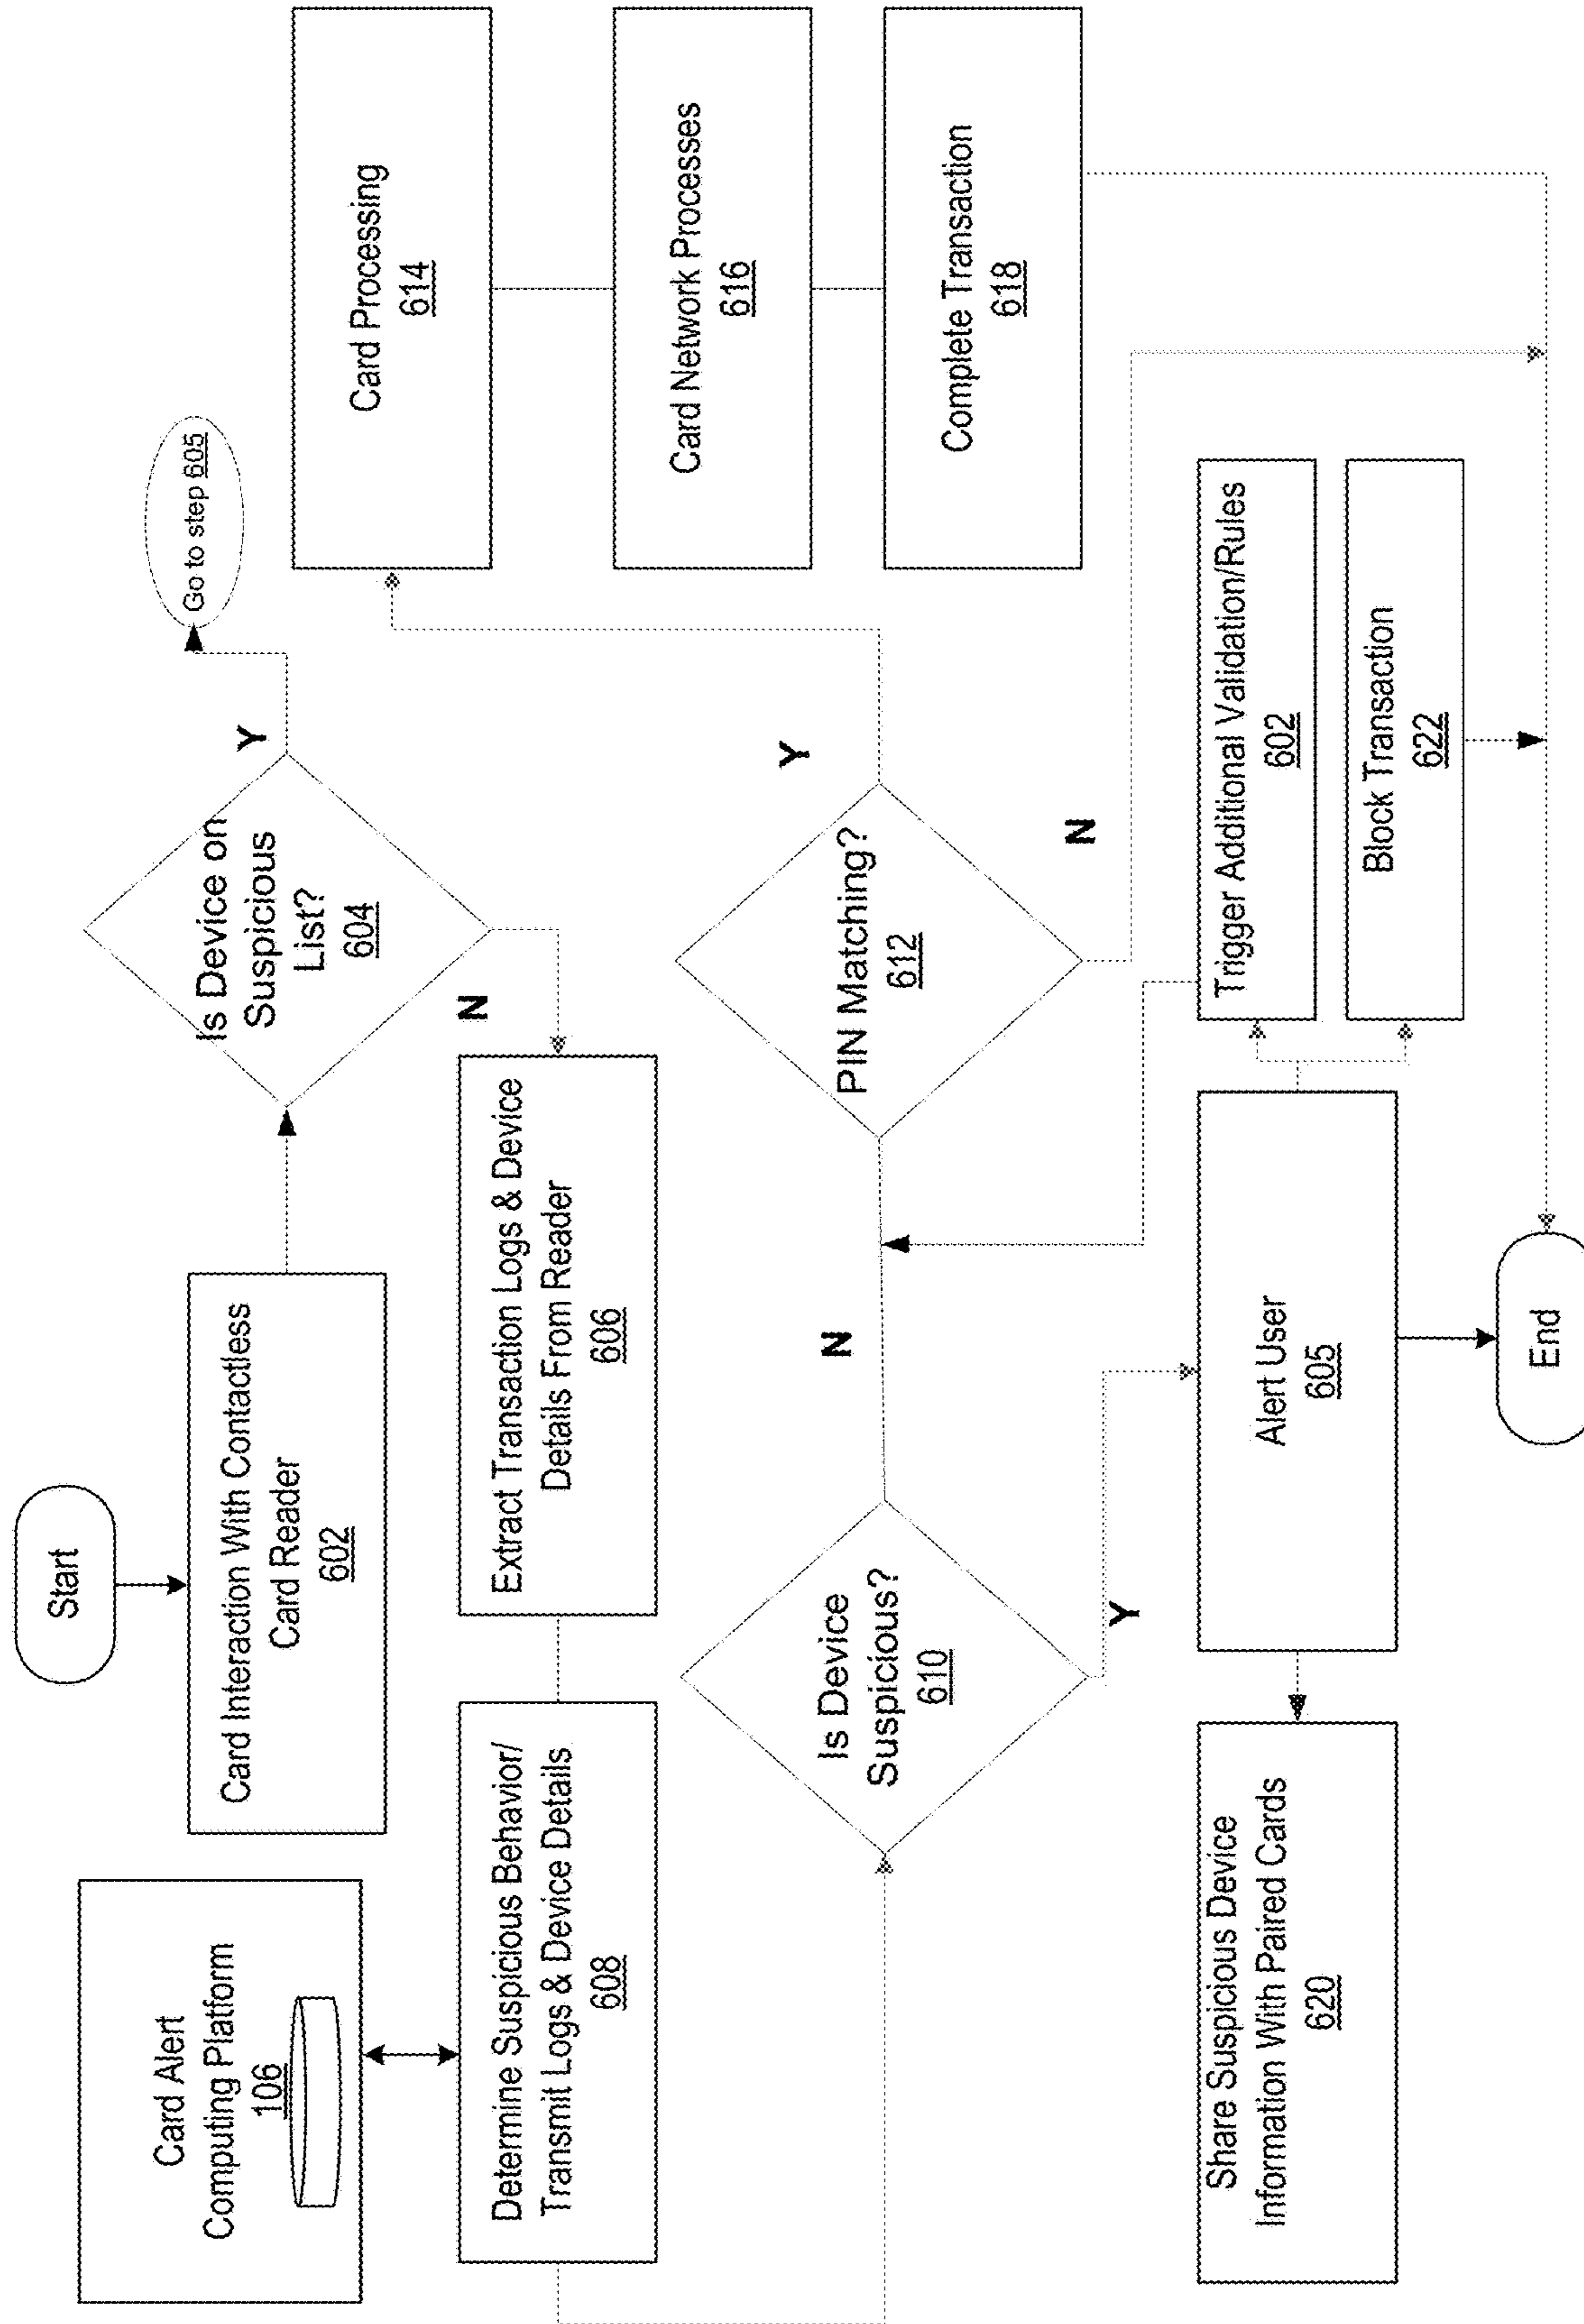 Start
Card Alert
Computing Platform
106
Card Interaction With Contactless
Card Reader
602
Is Device on
Suspicious
List?
604
Y
Go to step 605
N
Determine Suspicious Behavior/
Transmit Logs & Device Details
608
Extract Transaction Logs & Device
Details From Reader
606
Card Processing
614
Is Device
Suspicious?
610
N
PIN Matching?
612
Y
Card Network Processes
616
Y
N
Complete Transaction
618
Share Suspicious Device
Information With Paired Cards
620
Alert User
605
Trigger Additional Validation/Rules
602
Block Transaction
622
End